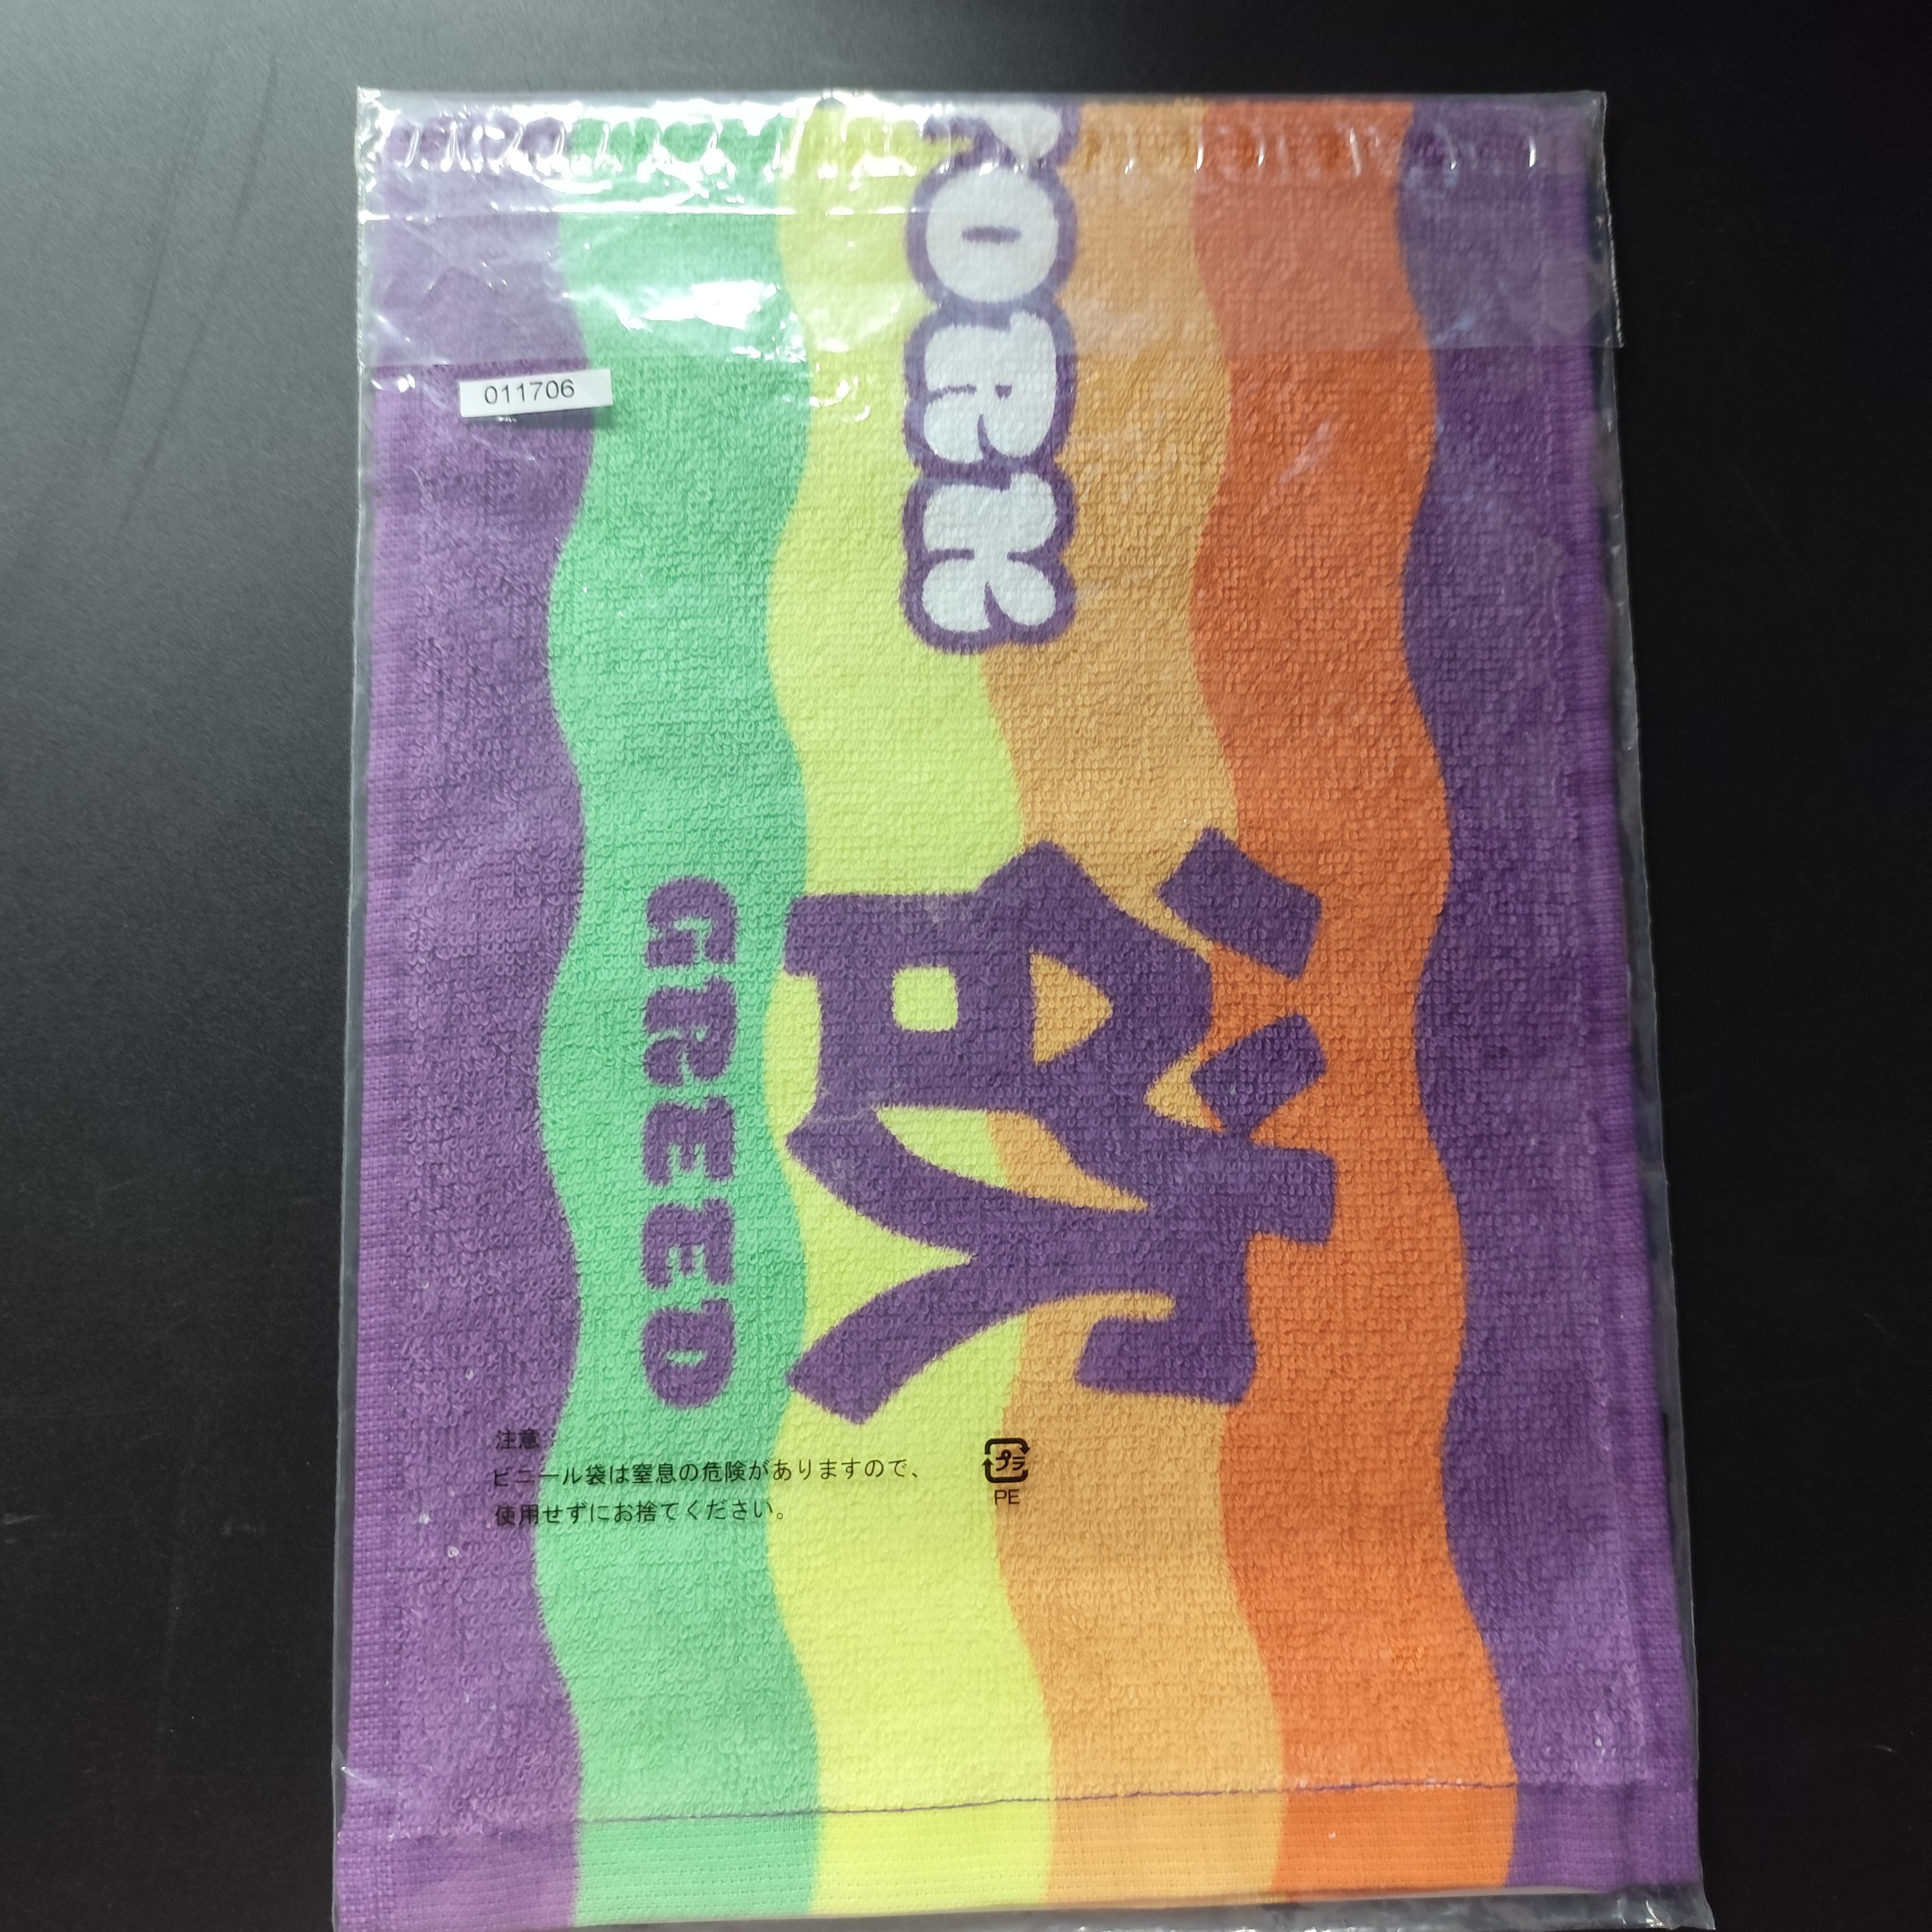 011706
ORK
欲
GREED
注意：
ビニール袋は窒息の危険がありますので、
使用せずにお捨てください。
プラ
PE